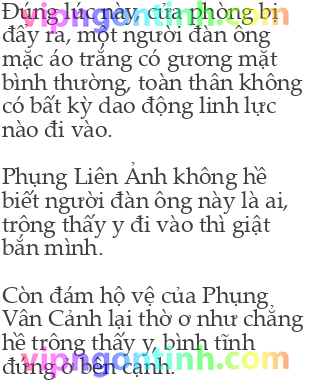 Đúng lúc này, cửa phòng bị
đẩy ra, một người đàn ông
mặc áo trắng có gương mặt
bình thường, toàn thân không
có bất kỳ dao động linh lực
nào đi vào.
Phụng Liên Ảnh không hề
biết người đàn ông này là ai,
trông thấy y đi vào thì giật
bắn mình.
Còn đám hộ vệ của Phụng
Vân Cảnh lại thờ ơ như chẳng
hề trông thấy y, bình tĩnh
đứng ở bên cạnh.
vipngontinh.com
vipngontinh.com